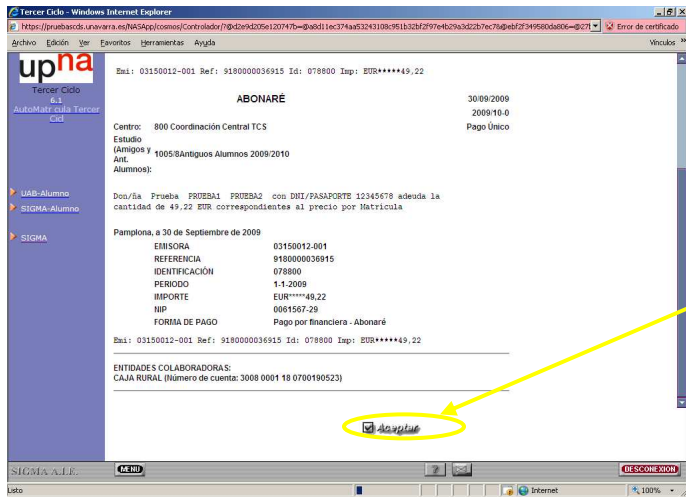 Tercer Ciclo - Windows Internet Explorer
https://pruebascds.unavarra.es/NASApp/cosmos/Controlador/?@d2e9d205e120747b=@a8d11ec374aa53243108c951b32bf2f97e4b29a3d22b7ec76@ebf2f349580da806=@27f
Error de certificado
Archivo Edición Ver Favoritos Herramientas Ayuda
Vínculos »
upna
Tercer Ciclo
6.1
AutoMatr cula Tercer
Cicl
UAB-Alumno
SIGMA-Alumno
SIGMA
Emi: 03150012-001 Ref: 9180000036915 Id: 078800 Imp: EUR*****49,22
ABONARÉ
30/09/2009
2009/10-0
Centro: 800 Coordinación Central TCS
Pago Único
Estudio
(Amigos y
Ant.
Alumnos):
1005/8Antiguos Alumnos 2009/2010
Don/ña Prueba PRUEBA1 PRUEBA2 con DNI/PASAPORTE 12345678 adeuda la
cantidad de 49,22 EUR correspondientes al precio por Matrícula
Pamplona, a 30 de Septiembre de 2009
EMISORA 03150012-001
REFERENCIA 9180000036915
IDENTIFICACIÓN 078800
PERIODO 1-1-2009
IMPORTE EUR*****49,22
NIP 0061567-29
FORMA DE PAGO Pago por financiera - Abonaré
Emi: 03150012-001 Ref: 9180000036915 Id: 078800 Imp: EUR*****49,22
ENTIDADES COLABORADORAS:
CAJA RURAL (Número de cuenta: 3008 0001 18 0700190523)
Aceptar
SIGMA A.I.E.
MENU
?
DESCONEXION
Listo
Internet
100%